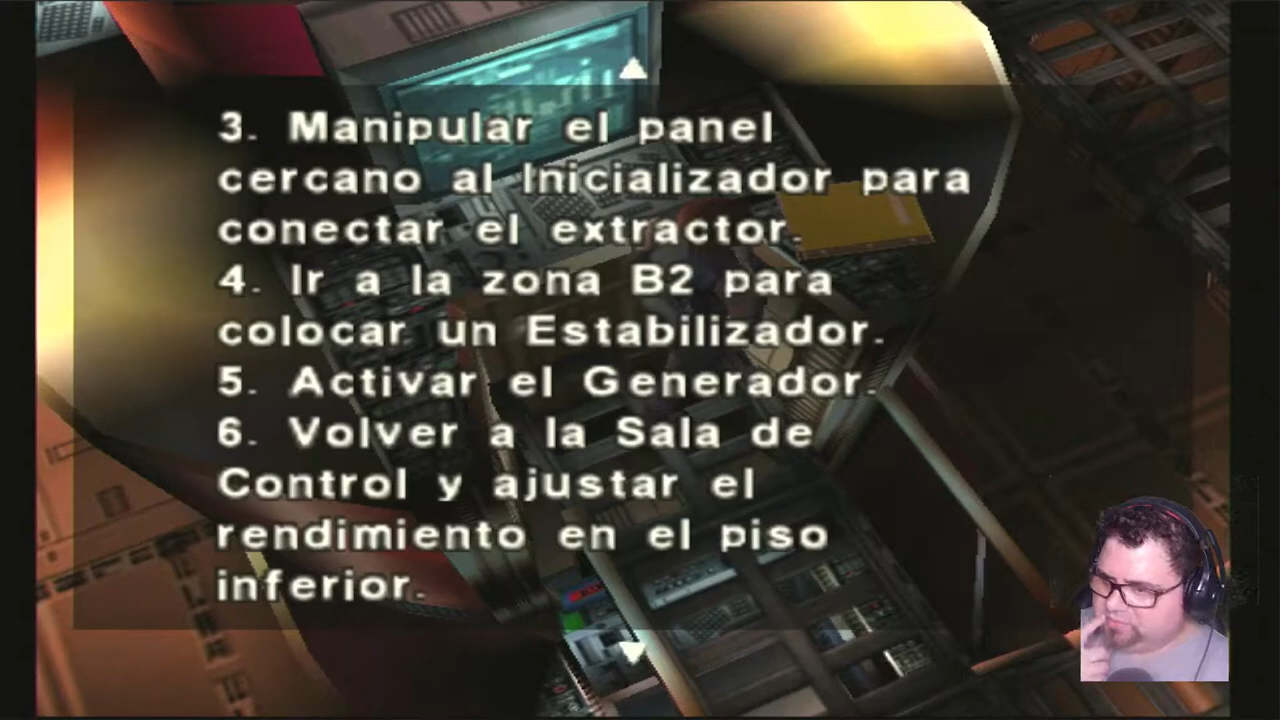 3. Manipular el panel
cercano al Inicializador para
conectar el extractor.
4. Ir a la zona B2 para
colocar un Estabilizador.
5. Activar el Generador.
6. Volver a la Sala de
Control y ajustar el
rendimiento en el piso
inferior.